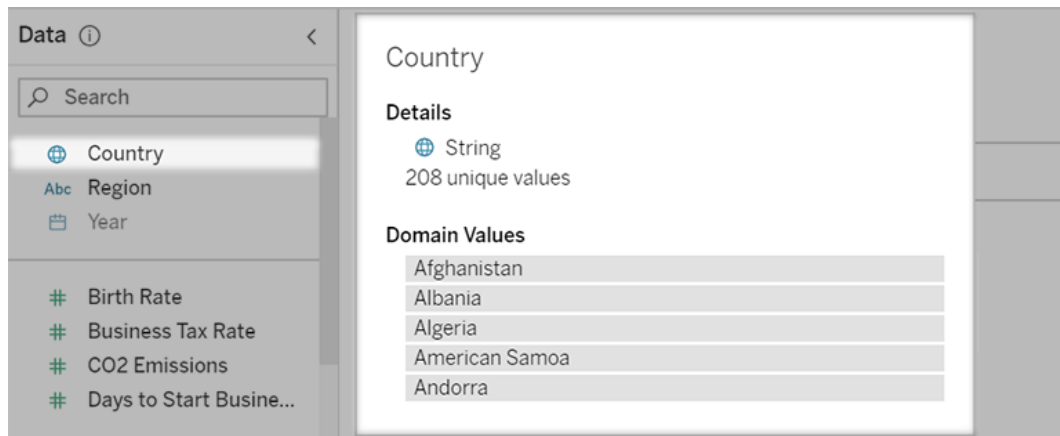 Data
Search
Country
Abc Region
Year
# Birth Rate
# Business Tax Rate
# CO2 Emissions
# Days to Start Busine...
Country
Details
String
208 unique values
Domain Values
Afghanistan
Albania
Algeria
American Samoa
Andorra